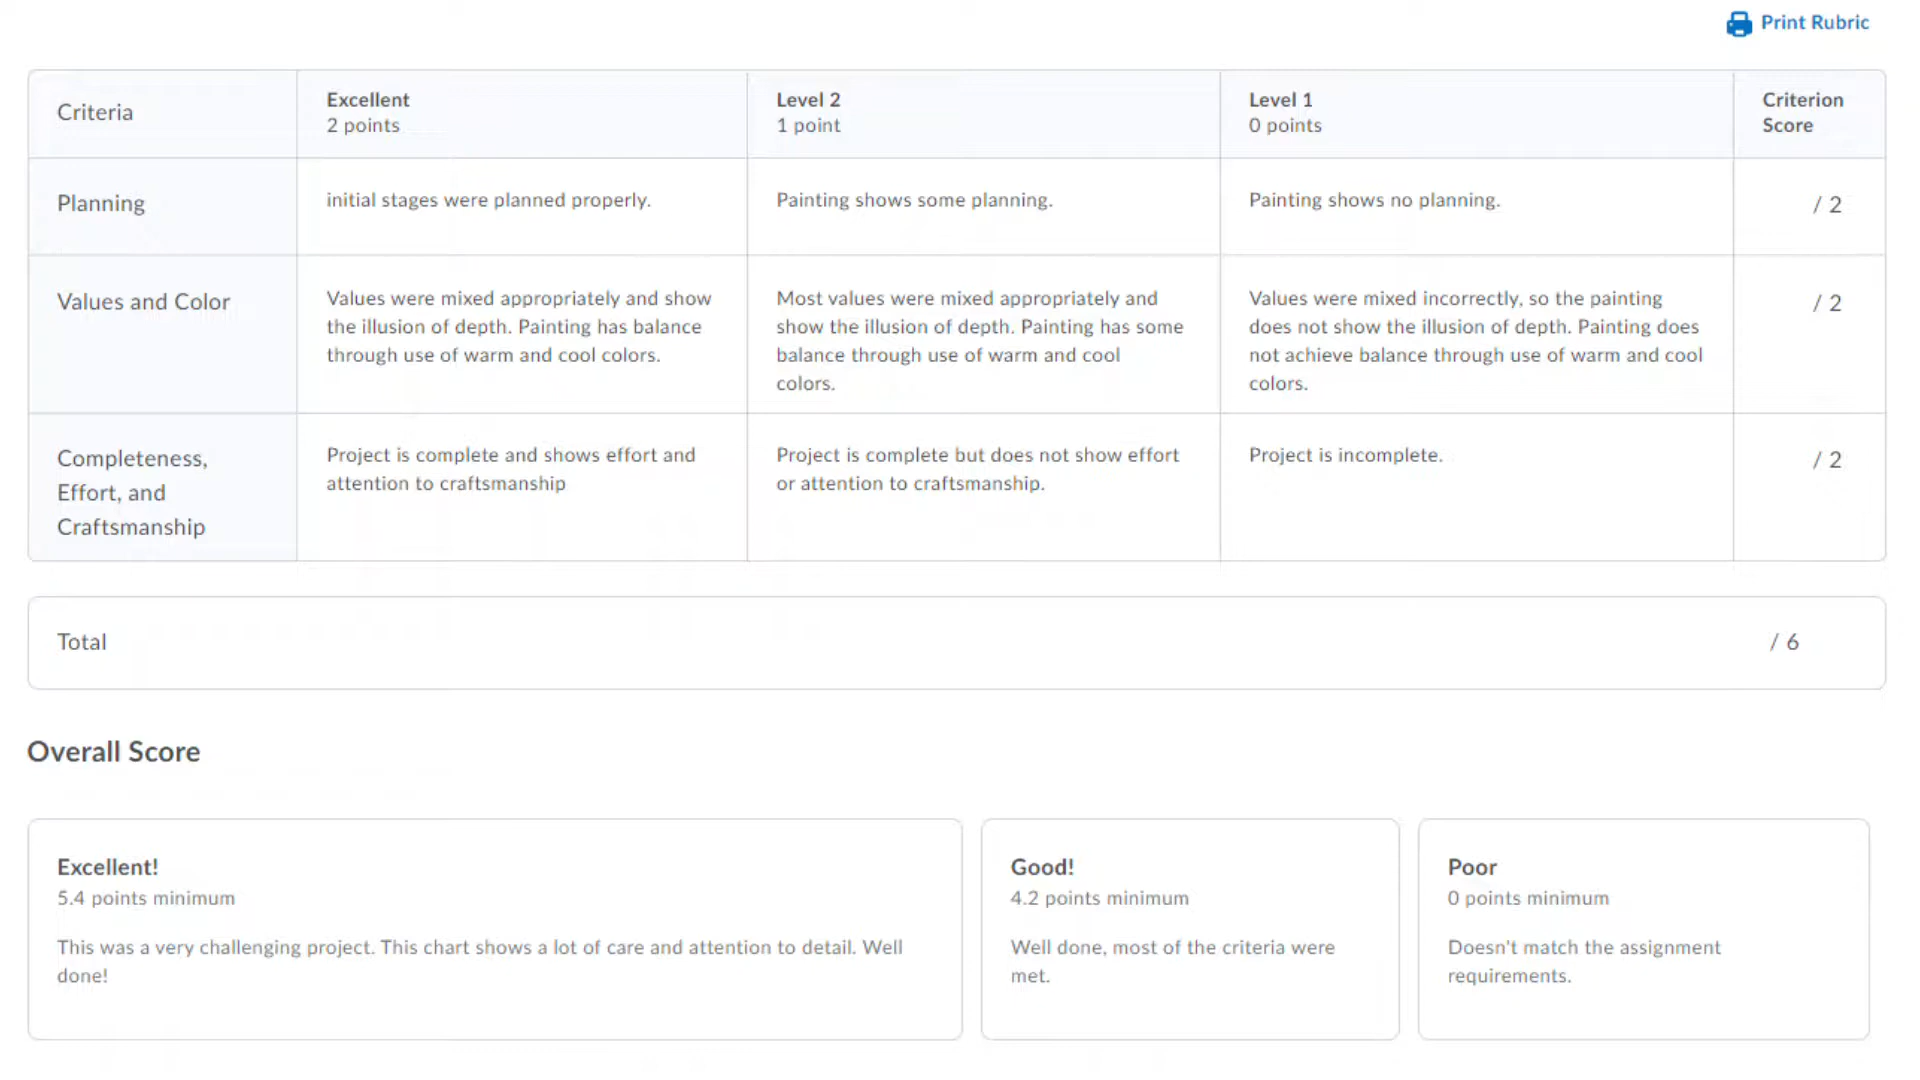 Print Rubric
Criteria
Excellent
2 points
Level 2
1 point
Level 1
0 points
Criterion
Score
Planning
initial stages were planned properly.
Painting shows some planning.
Painting shows no planning.
/ 2
Values and Color
Values were mixed appropriately and show
the illusion of depth. Painting has balance
through use of warm and cool colors.
Most values were mixed appropriately and
show the illusion of depth. Painting has some
balance through use of warm and cool
colors.
Values were mixed incorrectly, so the painting
does not show the illusion of depth. Painting does
not achieve balance through use of warm and cool
colors.
/ 2
Completeness,
Effort, and
Craftsmanship
Project is complete and shows effort and
attention to craftsmanship
Project is complete but does not show effort
or attention to craftsmanship.
Project is incomplete.
/ 2
Total
/ 6
Overall Score
Excellent!
5.4 points minimum
This was a very challenging project. This chart shows a lot of care and attention to detail. Well
done!
Good!
4.2 points minimum
Well done, most of the criteria were
met.
Poor
0 points minimum
Doesn't match the assignment
requirements.